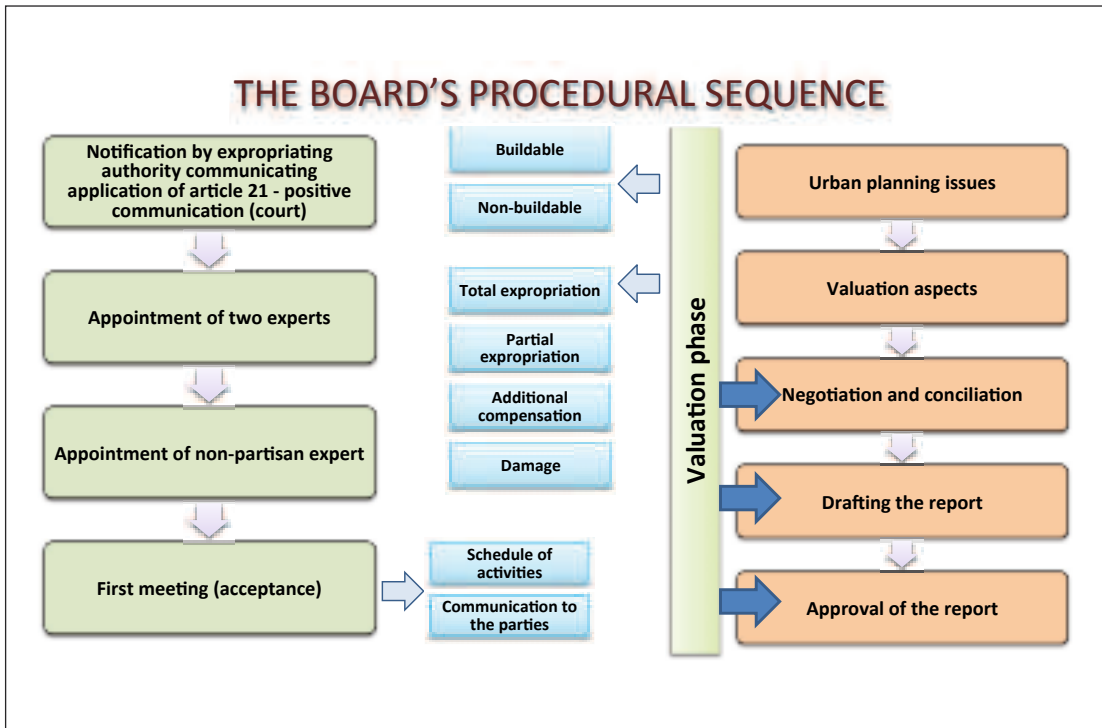 THE BOARD’S PROCEDURAL SEQUENCE
Notification by expropriating
authority communicating
application of article 21 - positive
communication (court)
Appointment of two experts
Appointment of non-partisan expert
First meeting (acceptance)
Schedule of
activities
Communication to
the parties
Buildable
Non-buildable
Total expropriation
Partial
expropriation
Additional
compensation
Damage
Valuation phase
Urban planning issues
Valuation aspects
Negotiation and conciliation
Drafting the report
Approval of the report